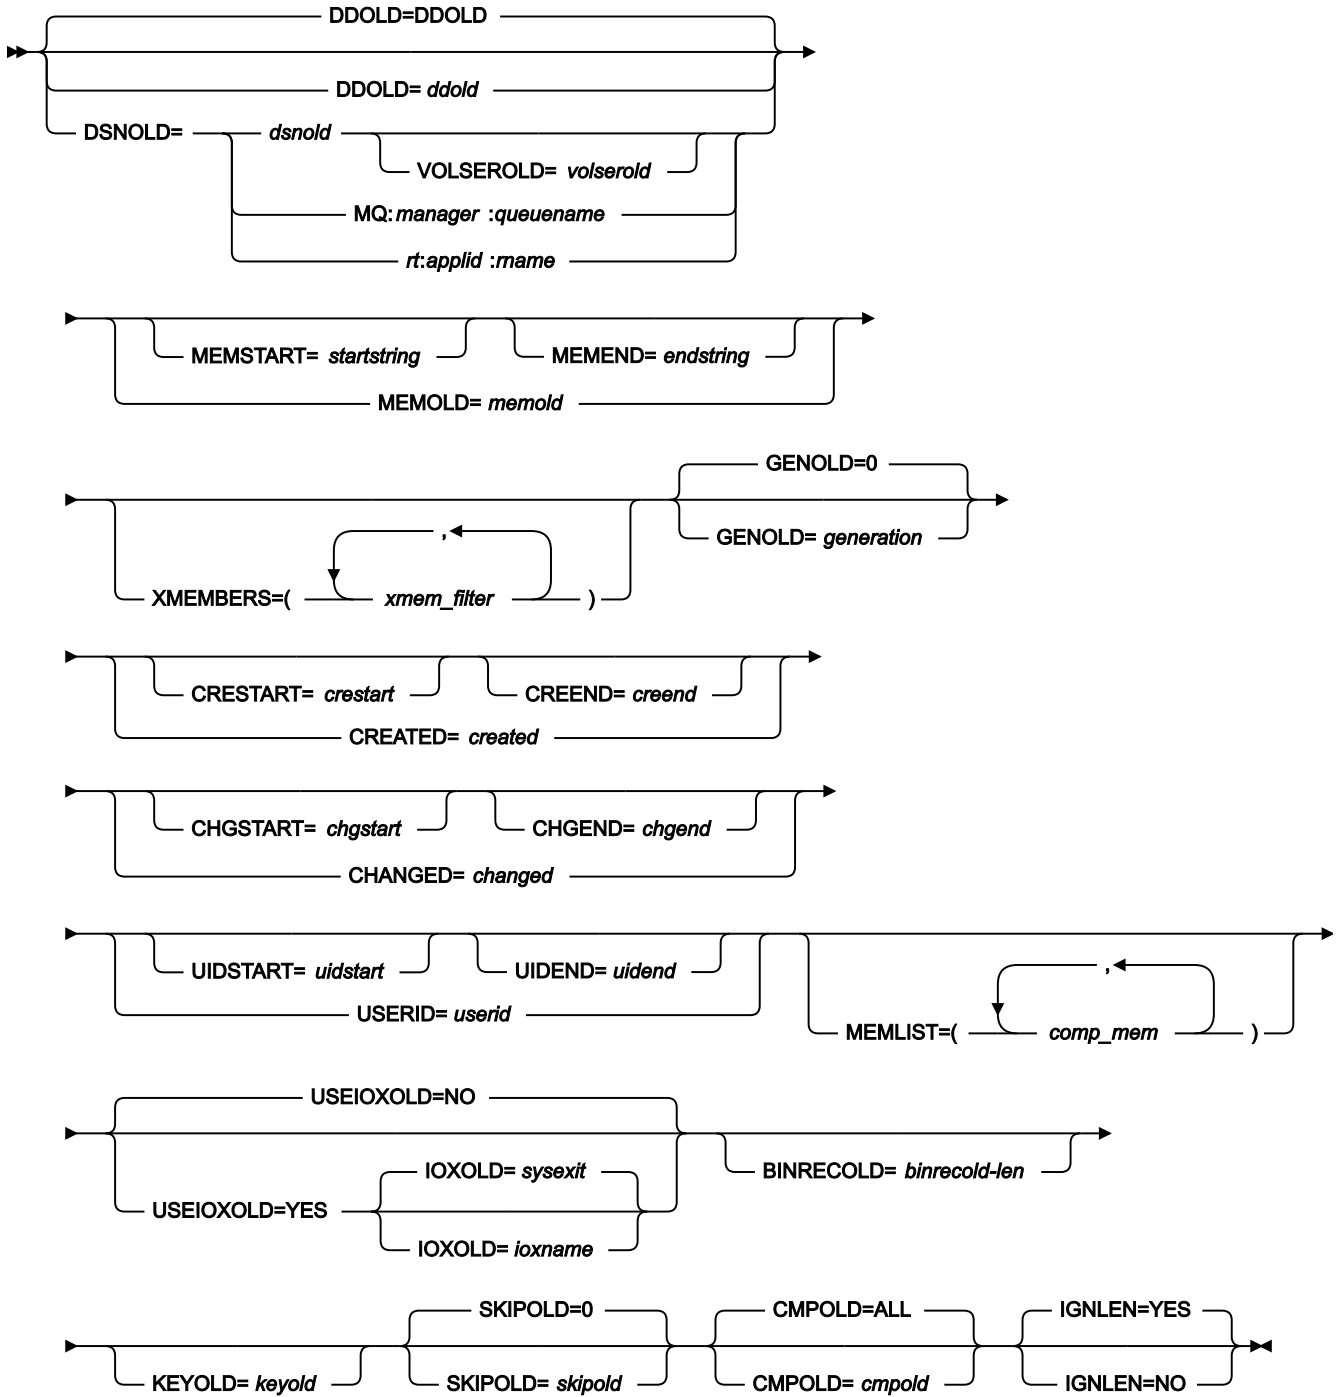 DDOLD=DDOLD
DDOLD= ddold
DSNOLD= dsnold
VOLSEROLD= volserold
MQ: manager :queuename
rt:applid :rname
MEMSTART= startstring MEMEND= endstring
MEMOLD= memold
GENOLD=0
GENOLD= generation
,
XMEMBERS=( xmem_filter )
CRESTART= crestart CREEND= creend
CREATED= created
CHGSTART= chgstart CHGEND= chgend
CHANGED= changed
UIDSTART= uidstart UIDEND= uidend
USERID= userid
,
MEMLIST=( comp_mem )
USEIOXOLD=NO
IOXOLD= sysexit BINRECOLD= binrecold-len
USEIOXOLD=YES
IOXOLD= ioxname
SKIPOLD=0 CMPOLD=ALL IGNLEN=YES
KEYOLD= keyold SKIPOLD= skipold CMPOLD= cmpold IGNLEN=NO